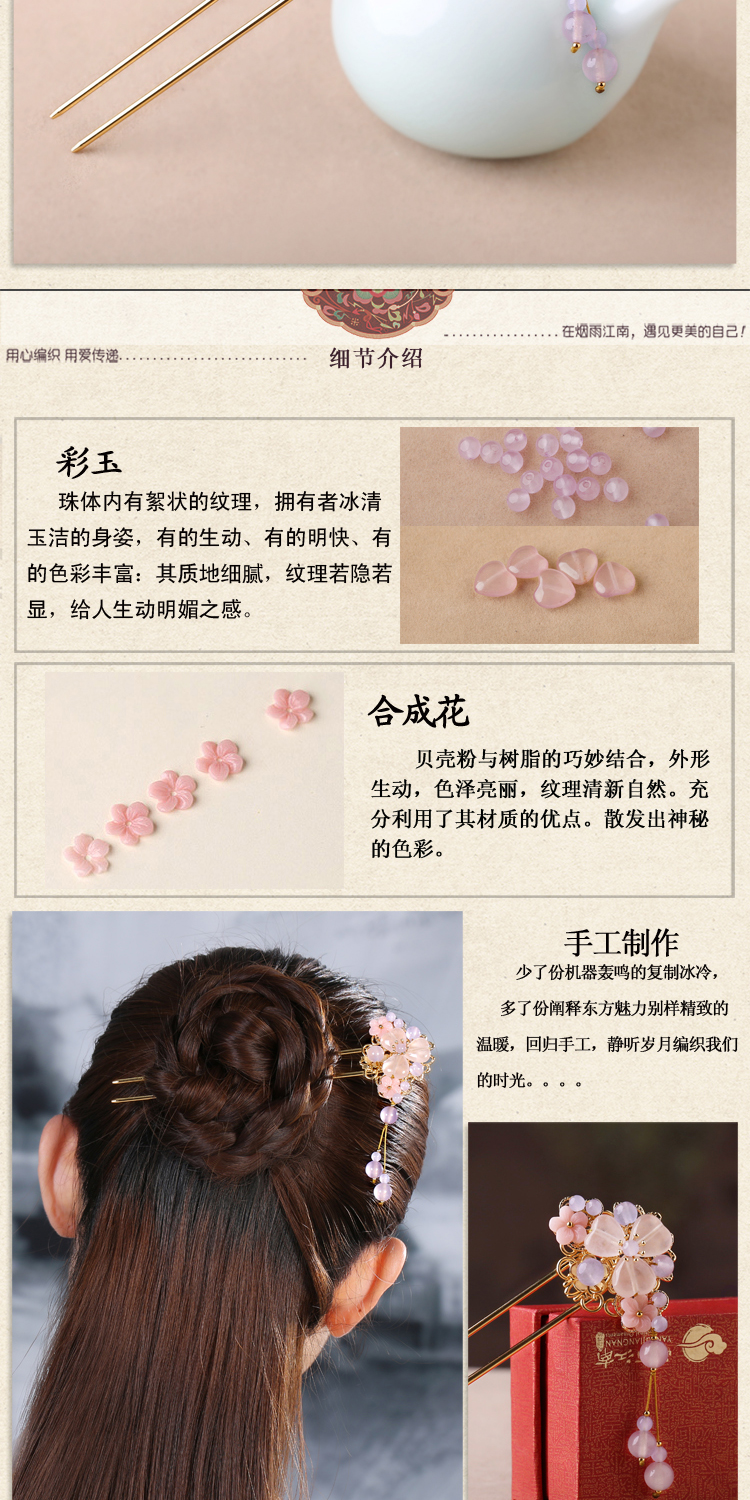 在烟雨江南，遇见更美的自己!
用心编织 用爱传递
细节介绍
彩玉
珠体内有絮状的纹理，拥有者冰清
玉洁的身姿，有的生动、有的明快、有
的色彩丰富：其质地细腻，纹理若隐若
显，给人生动明媚之感。
合成花
贝壳粉与树脂的巧妙结合，外形
生动，色泽亮丽，纹理清新自然。充
分利用了其材质的优点。散发出神秘
的色彩。
手工制作
少了份机器轰鸣的复制冰冷，
多了份阐释东方魅力别样精致的
温暖，回归手工，静听岁月编织我们
的时光。。。。
江南